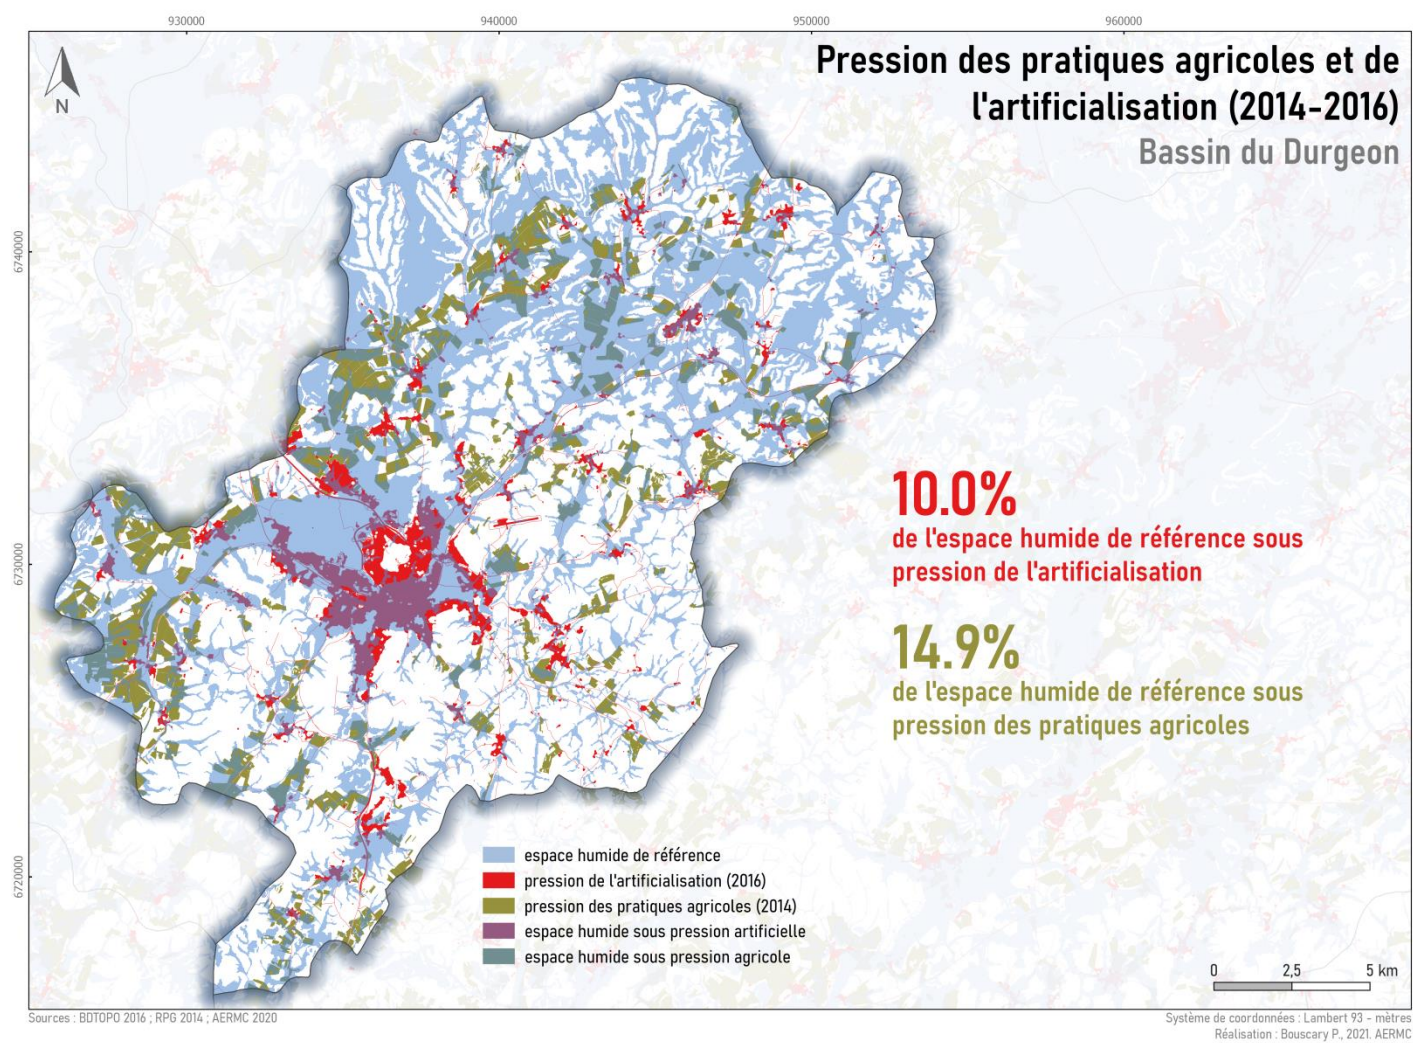 930000
940000
950000
960000
Pression des pratiques agricoles et de
l'artificialisation (2014-2016)
Bassin du Durgeon
N
6740000
6730000
6720000
10.0%
de l'espace humide de référence sous
pression de l'artificialisation
14.9%
de l'espace humide de référence sous
pression des pratiques agricoles
espace humide de référence
pression de l'artificialisation (2016)
pression des pratiques agricoles (2014)
espace humide sous pression artificielle
espace humide sous pression agricole
0 2,5 5 km
Sources : BDTOPO 2016 ; RPG 2014 ; AERMC 2020
Système de coordonnées : Lambert 93 - mètres
Réalisation : Bouscary P., 2021. AERMC